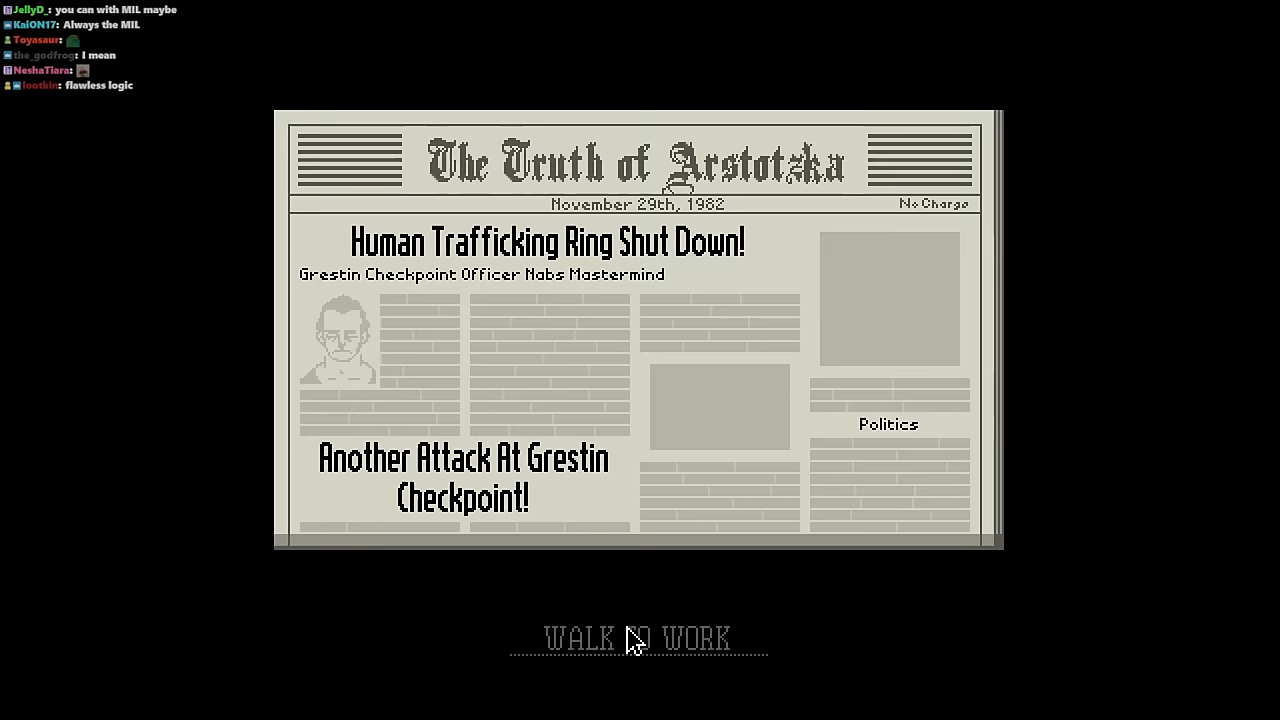 JellyD_: you can with MIL maybe
KalON17: Always the MIL
Toyasaur:
the_godfrog: I mean
NeshaTiara:
lootkin: flawless logic
The Truth of Arstotzka
November 29th, 1982
No Charge
Human Trafficking Ring Shut Down!
Grestin Checkpoint Officer Nabs Mastermind
Another Attack At Grestin
Checkpoint!
Politics
WALK TO WORK